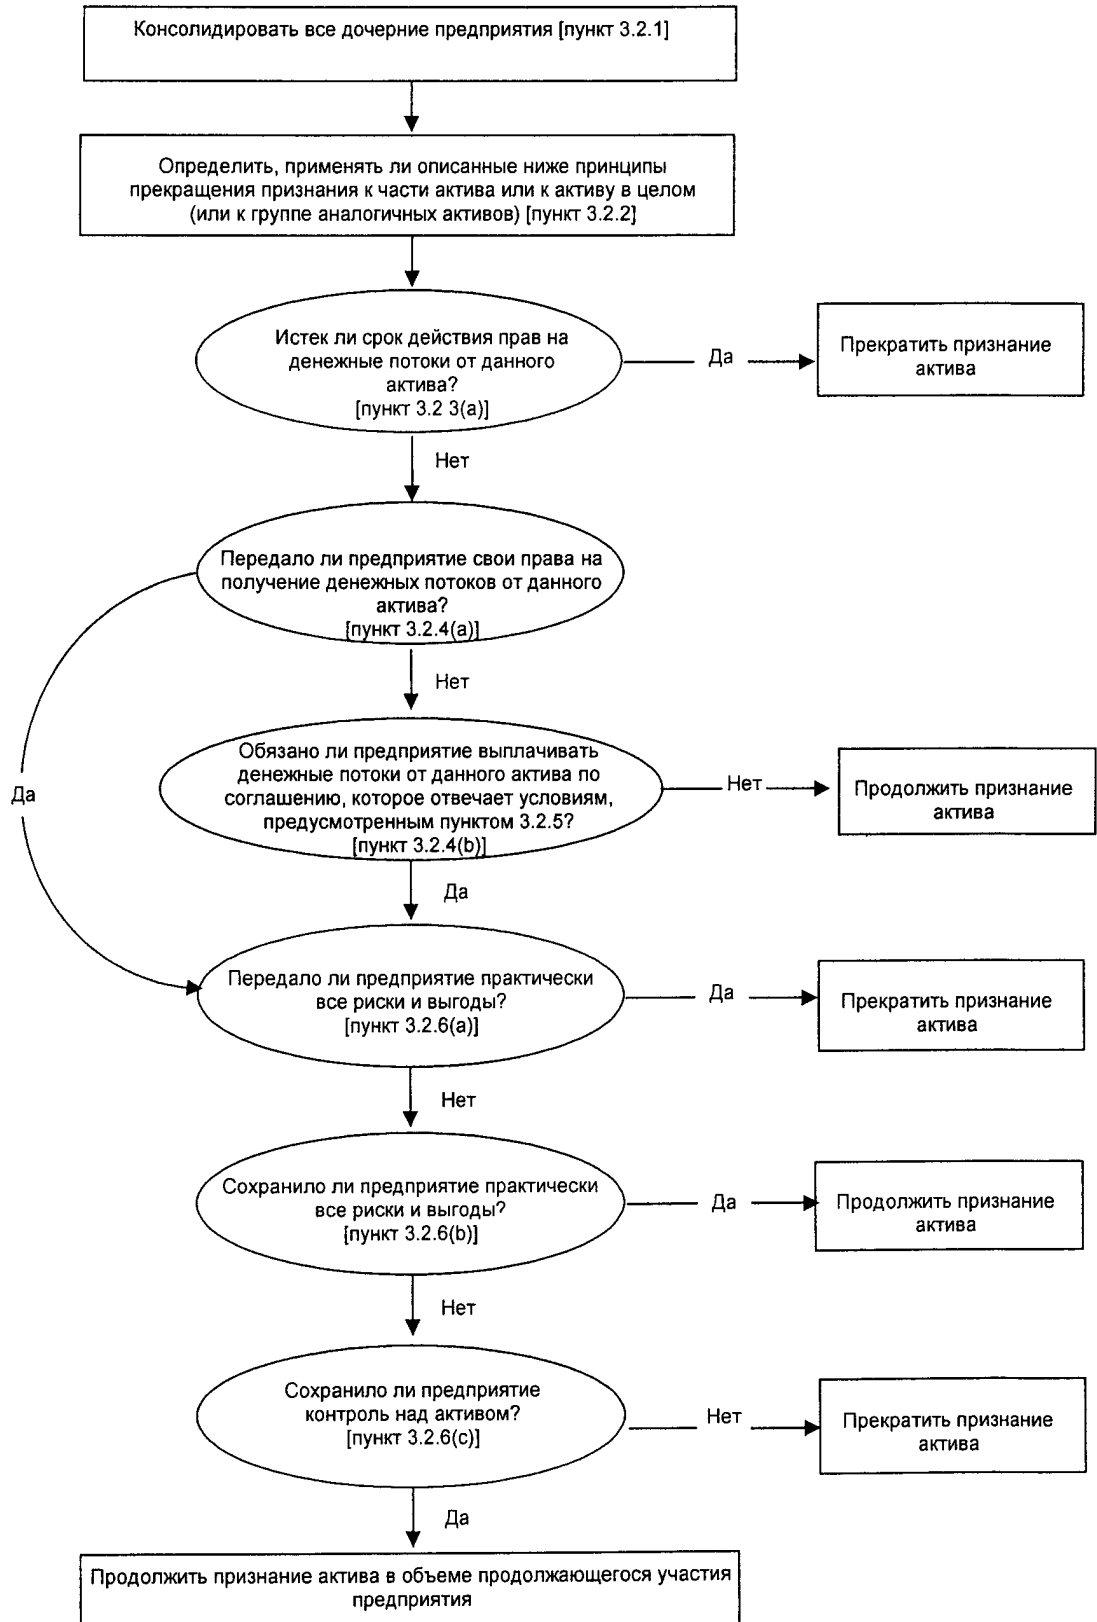 Консолидировать все дочерние предприятия [пункт 3.2.1]
Определить, применять ли описанные ниже принципы
прекращения признания к части актива или к активу в целом
(или к группе аналогичных активов) [пункт 3.2.2]
Истек ли срок действия прав на
денежные потоки от данного
актива?
[пункт 3.2 3(a)]
Да
Прекратить признание
актива
Нет
Передало ли предприятие свои права на
получение денежных потоков от данного
актива?
[пункт 3.2.4(a)]
Нет
Да
Обязано ли предприятие выплачивать
денежные потоки от данного актива по
соглашению, которое отвечает условиям,
предусмотренным пунктом 3.2.5?
[пункт 3.2.4(b)]
Нет
Продолжить признание
актива
Да
Передало ли предприятие практически
все риски и выгоды?
[пункт 3.2.6(a)]
Да
Прекратить признание
актива
Нет
Сохранило ли предприятие практически
все риски и выгоды?
[пункт 3.2.6(b)]
Да
Продолжить признание
актива
Нет
Сохранило ли предприятие
контроль над активом?
[пункт 3.2.6(c)]
Нет
Прекратить признание
актива
Да
Продолжить признание актива в объеме продолжающегося участия
предприятия